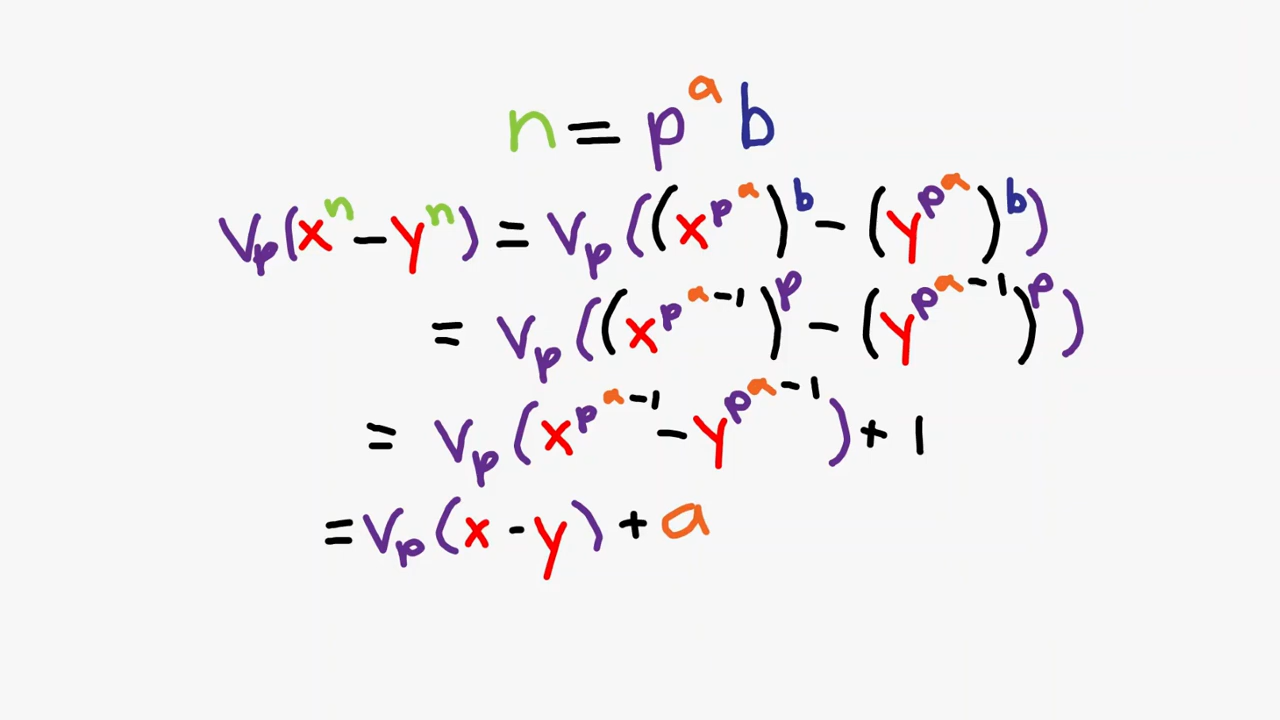 n = p^a b
v_p(x^n - y^n) = v_p((x^{p^a})^b - (y^{p^a})^b)
= v_p((x^{p^{a-1}})^p - (y^{p^{a-1}})^p)
= v_p(x^{p^{a-1}} - y^{p^{a-1}}) + 1
= v_p(x - y) + a